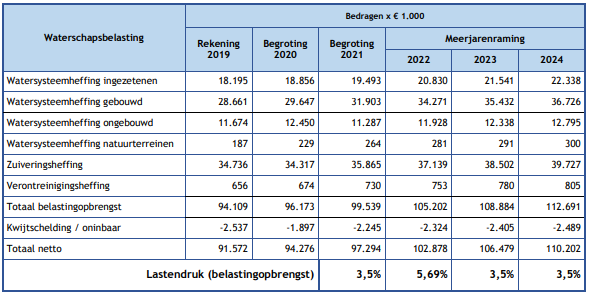 Bedragen x € 1.000
Waterschapsbelasting Rekening 2019 Begroting 2020 Begroting 2021 Meerjarenraming
2022 2023 2024
Watersysteemheffing ingezetenen 18.195 18.856 19.493 20.830 21.541 22.338
Watersysteemheffing gebouwd 28.661 29.647 31.903 34.271 35.432 36.726
Watersysteemheffing ongebouwd 11.674 12.450 11.287 11.928 12.338 12.795
Watersysteemheffing natuurterreinen 187 229 264 281 291 300
Zuiveringsheffing 34.736 34.317 35.865 37.139 38.502 39.727
Verontreinigingsheffing 656 674 730 753 780 805
Totaal belastingopbrengst 94.109 96.173 99.539 105.202 108.884 112.691
Kwijtschelding / oninbaar -2.537 -1.897 -2.245 -2.324 -2.405 -2.489
Totaal netto 91.572 94.276 97.294 102.878 106.479 110.202
Lastendruk (belastingopbrengst) 3,5% 5,69% 3,5% 3,5%